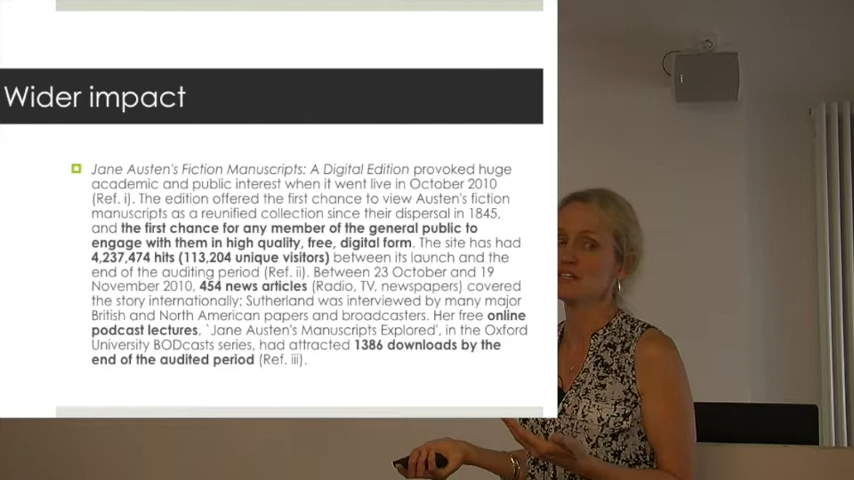 Wider impact
Jane Austen's Fiction Manuscripts: A Digital Edition provoked huge
academic and public interest when it went live in October 2010
(Ref. i). The edition offered the first chance to view Austen's fiction
manuscripts as a reunified collection since their dispersal in 1845,
and the first chance for any member of the general public to
engage with them in high quality, free, digital form. The site has had
4,237,474 hits (113,204 unique visitors) between its launch and the
end of the auditing period (Ref. ii). Between 23 October and 19
November 2010, 454 news articles (Radio, TV, newspapers) covered
the story internationally; Sutherland was interviewed by many major
British and North American papers and broadcasters. Her free online
podcast lectures, `Jane Austen's Manuscripts Explored', in the Oxford
University BODcasts series, had attracted 1386 downloads by the
end of the audited period (Ref. iii).